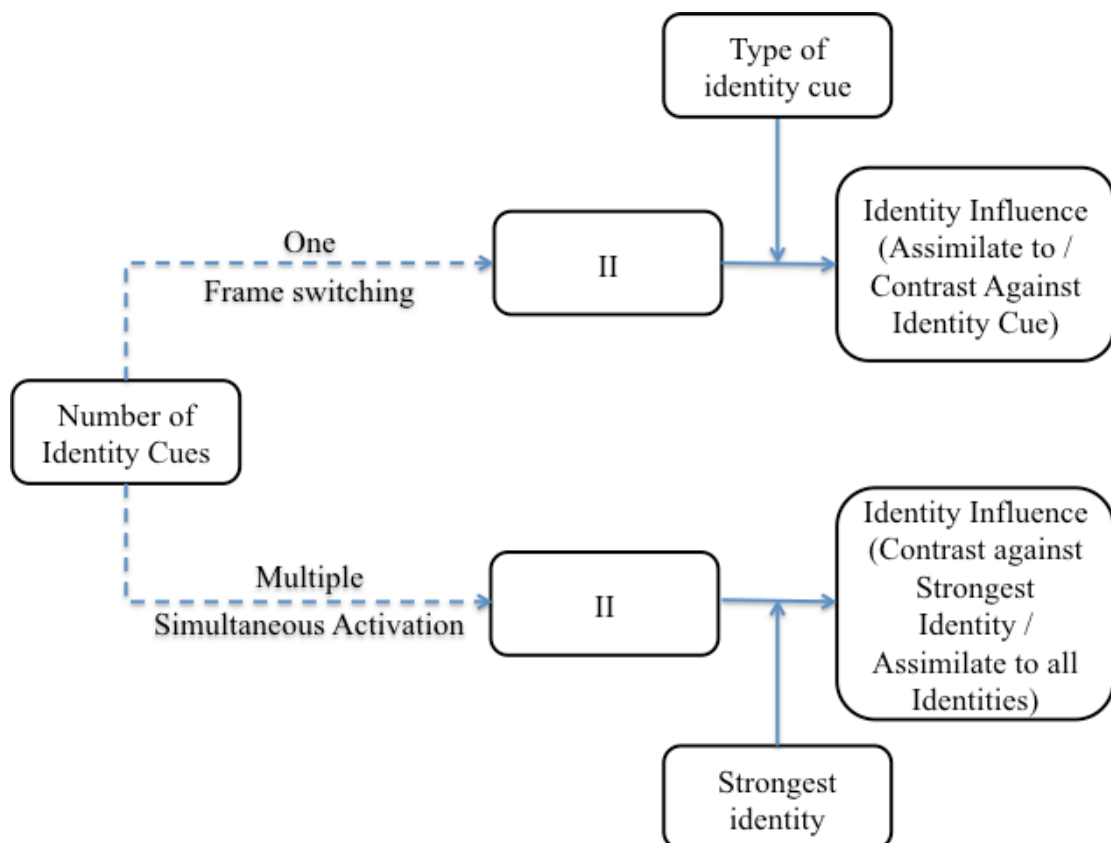 Type of
identity cue
One
Frame switching
II
Identity Influence
(Assimilate to /
Contrast Against
Identity Cue)
Number of
Identity Cues
Multiple
Simultaneous Activation
II
Identity Influence
(Contrast against
Strongest
Identity /
Assimilate to all
Identities)
Strongest
identity